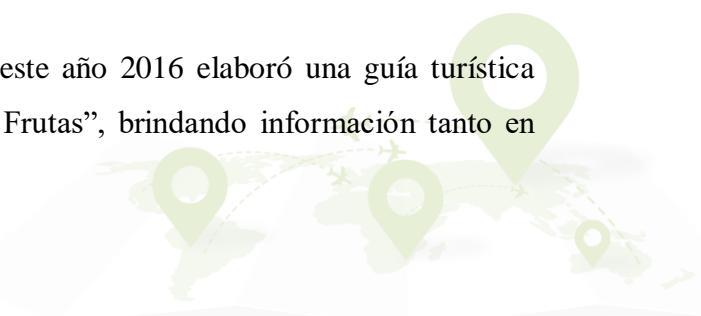 este año 2016 elaboró una guía turística
Frutas”, brindando información tanto en